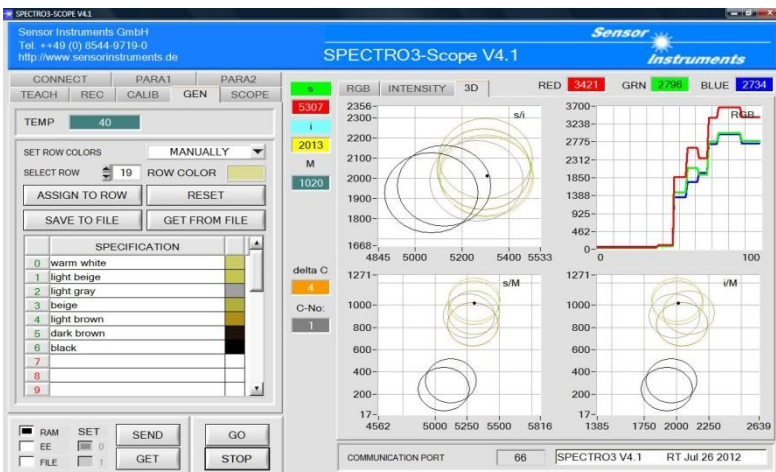 SPECTRO3-SCOPE V4.1
Sensor Instruments GmbH
Tel. ++49 (0) 8544-9719-0
http://www.sensorinstruments.de
SPECTRO3-Scope V4.1
Sensor
Instruments
CONNECT PARA1 PARA2
TEACH REC CALIB GEN SCOPE
TEMP 40
SET ROW COLORS MANUALLY
SELECT ROW 19 ROW COLOR
ASSIGN TO ROW RESET
SAVE TO FILE GET FROM FILE
SPECIFICATION
0 warm white
1 light beige
2 light gray
3 beige
4 light brown
5 dark brown
6 black
7
8
9
RAM SET
EE 0
FILE 1
SEND GO
GET STOP
s
5307
i
2013
M
1020
delta C
4
C-No:
1
RGB INTENSITY 3D
RED 3421 GRN 2796 BLUE 2734
s/i
2356
2300
2200
2100
2000
1900
1800
1668
4845 5000 5200 5400 5533
RGB
3700
3238
2775
2312
1850
1388
925
462
0
0 100
s/M
1271
1000
800
600
400
200
17
4562 5000 5250 5500 5816
i/M
1271
1000
800
600
400
200
17
1385 1750 2000 2250 2639
COMMUNICATION PORT 66 SPECTRO3 V4.1 RT Jul 26 2012